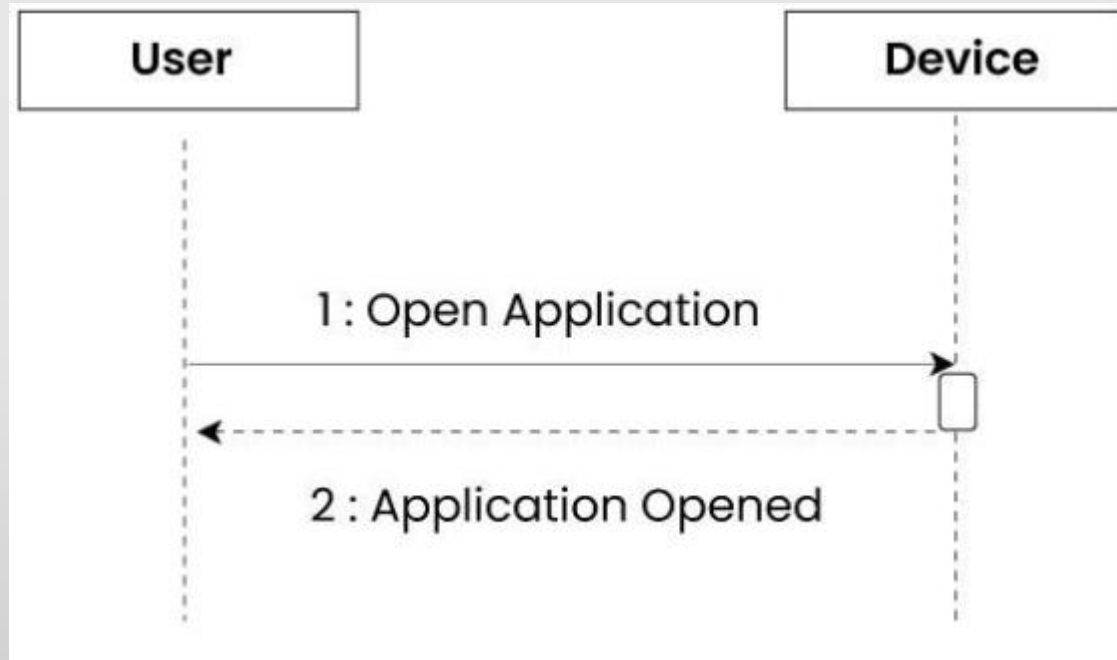 User
Device
1 : Open Application
2 : Application Opened